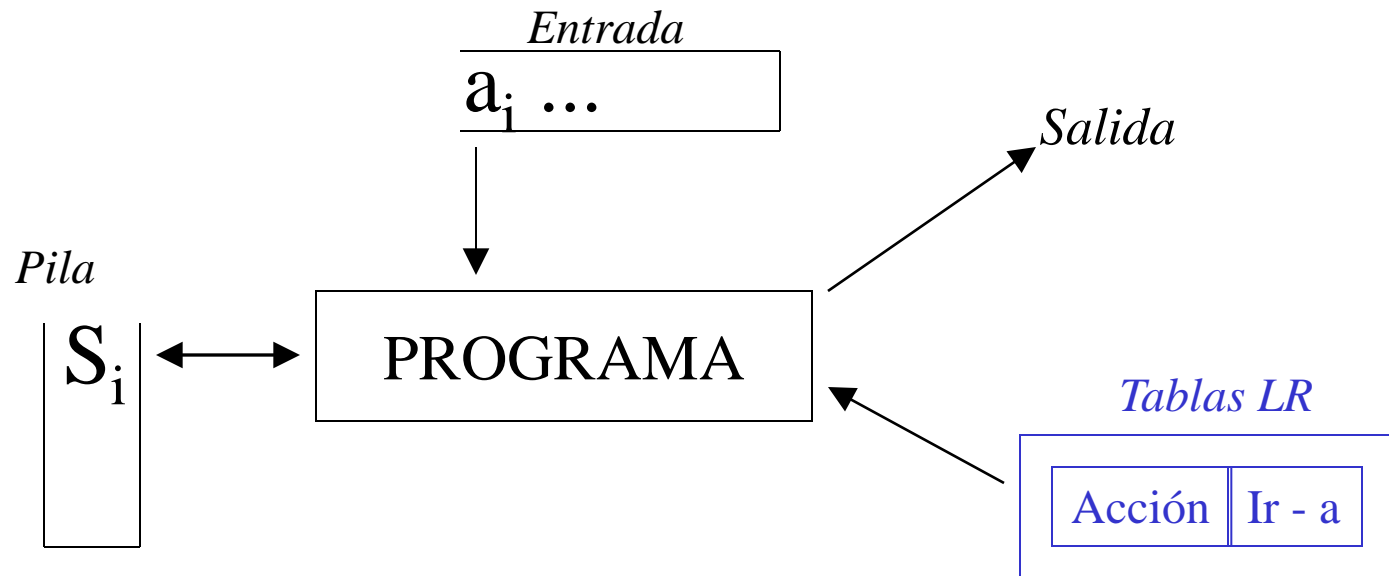 Entrada
aᵢ ...
Salida
Pila
Sᵢ
PROGRAMA
Tablas LR
Acción
Ir - a